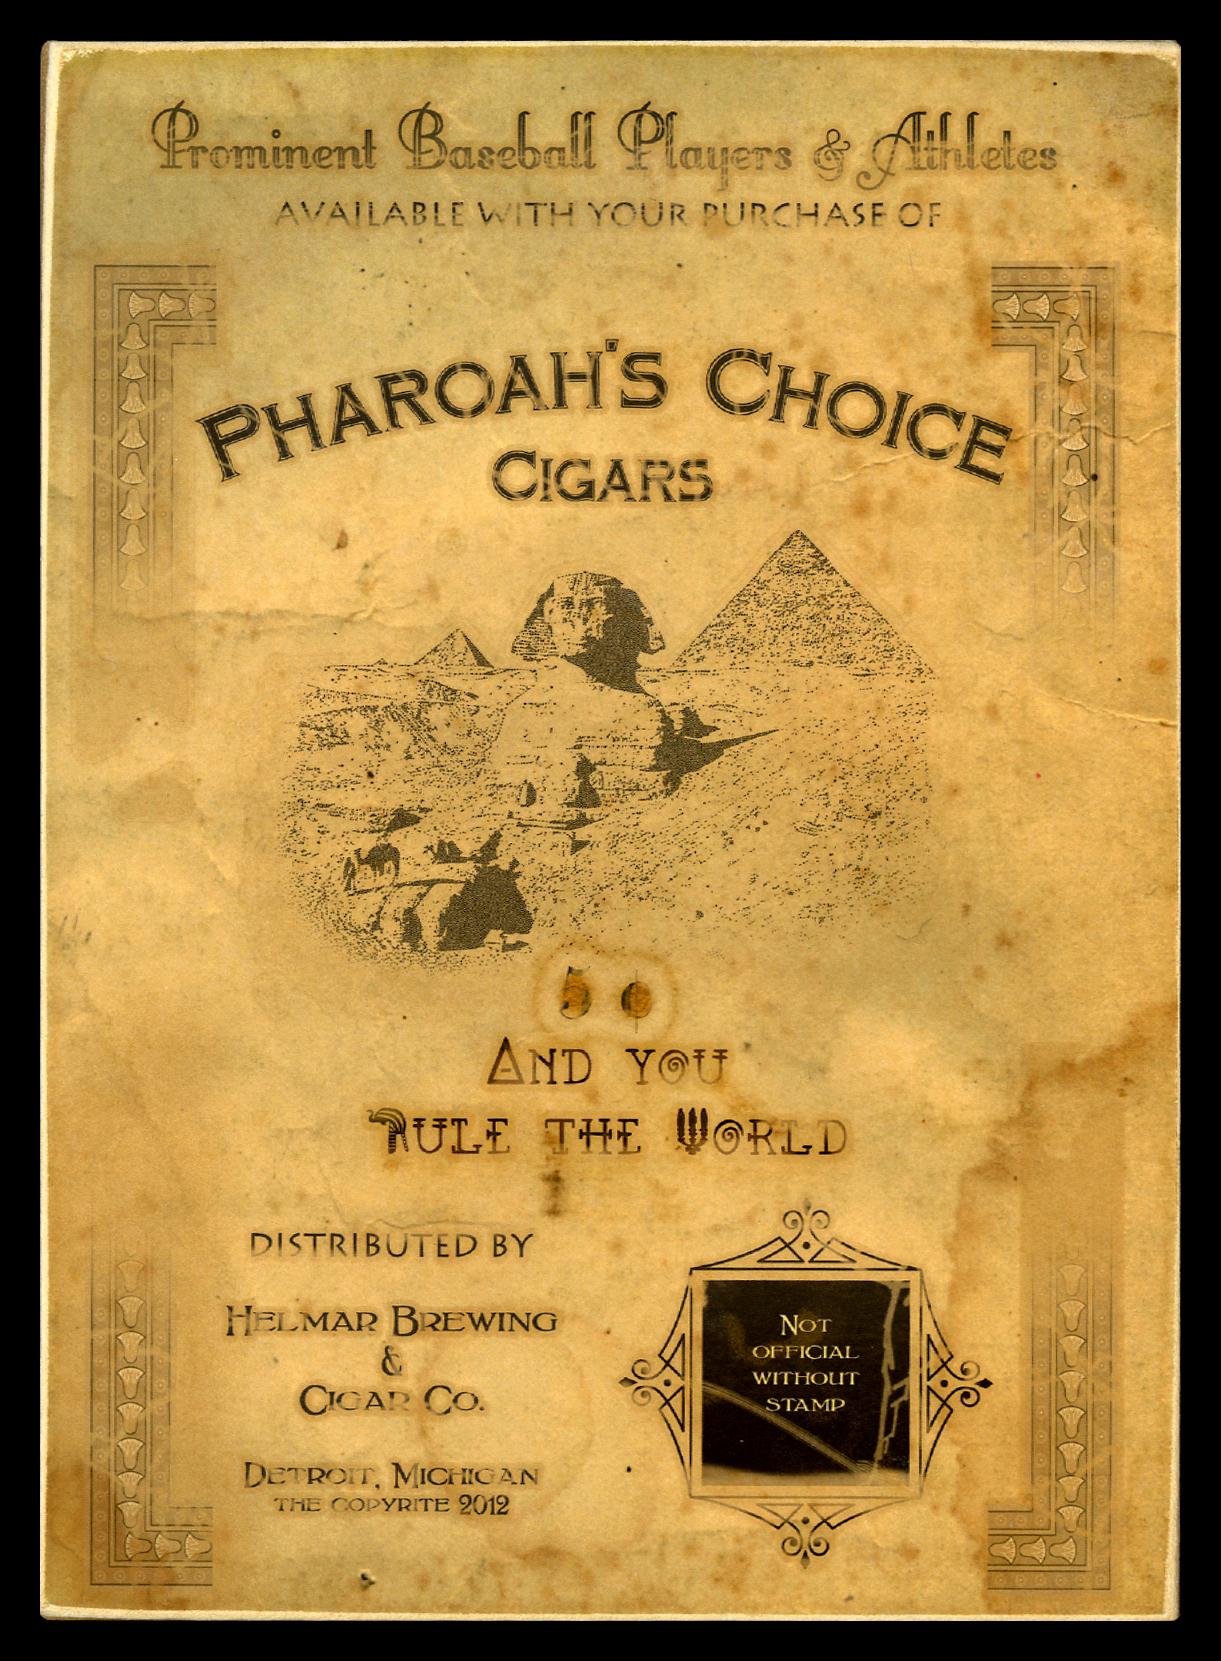 Prominent Baseball Players & Athletes
AVAILABLE WITH YOUR PURCHASE OF
PHAROAH'S CHOICE
CIGARS
5 ¢
AND YOU
RULE THE WORLD
DISTRIBUTED BY
HELMAR BREWING
&
CIGAR CO.
DETROIT, MICHIGAN
THE COPYRITE 2012
NOT
OFFICIAL
WITHOUT
STAMP